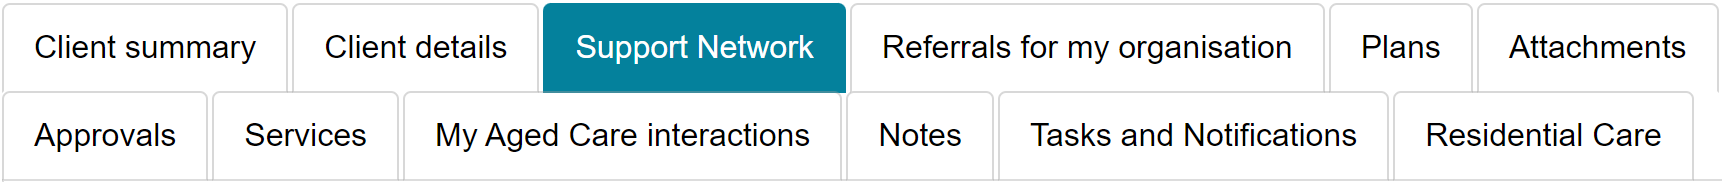 Client summary Client details Support Network Referrals for my organisation Plans Attachments
Approvals Services My Aged Care interactions Notes Tasks and Notifications Residential Care